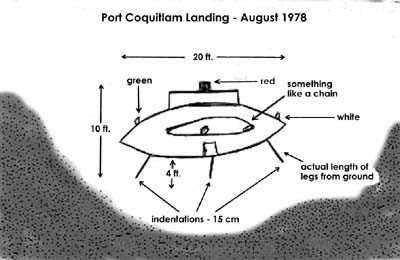 Port Coquitlam Landing - August 1978
20 ft.
green
red
something
like a chain
white
10 ft.
4 ft.
actual length of
legs from ground
indentations - 15 cm